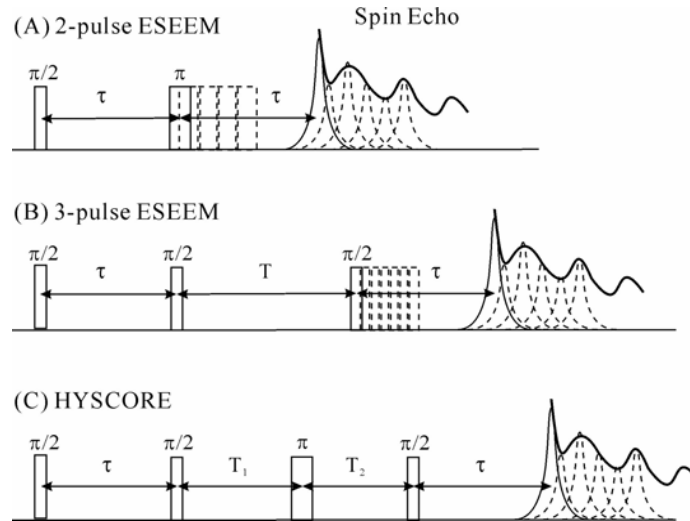 (A) 2-pulse ESEEM
Spin Echo
π/2
π
τ
τ
(B) 3-pulse ESEEM
π/2
π/2
π/2
τ
T
τ
(C) HYSCORE
π/2
π/2
π
π/2
τ
T₁
T₂
τ